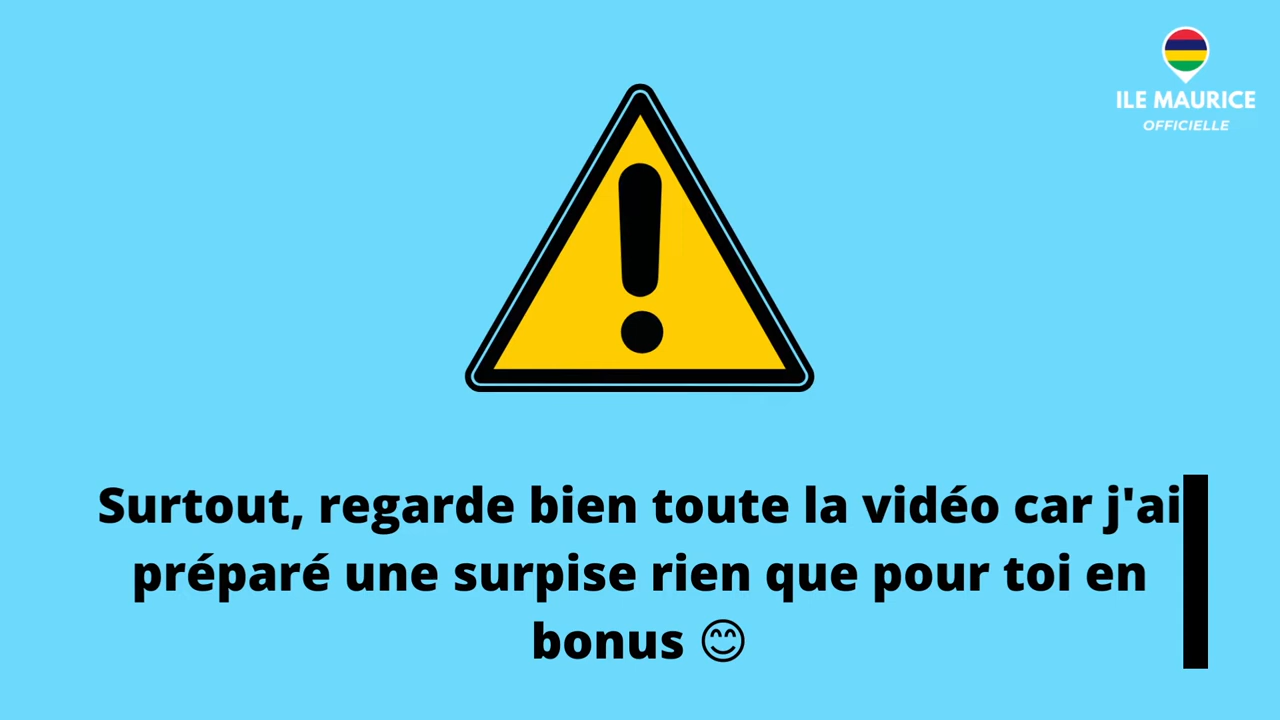 ILE MAURICE
OFFICIELLE
Surtout, regarde bien toute la vidéo car j'ai
préparé une surpise rien que pour toi en
bonus 😊